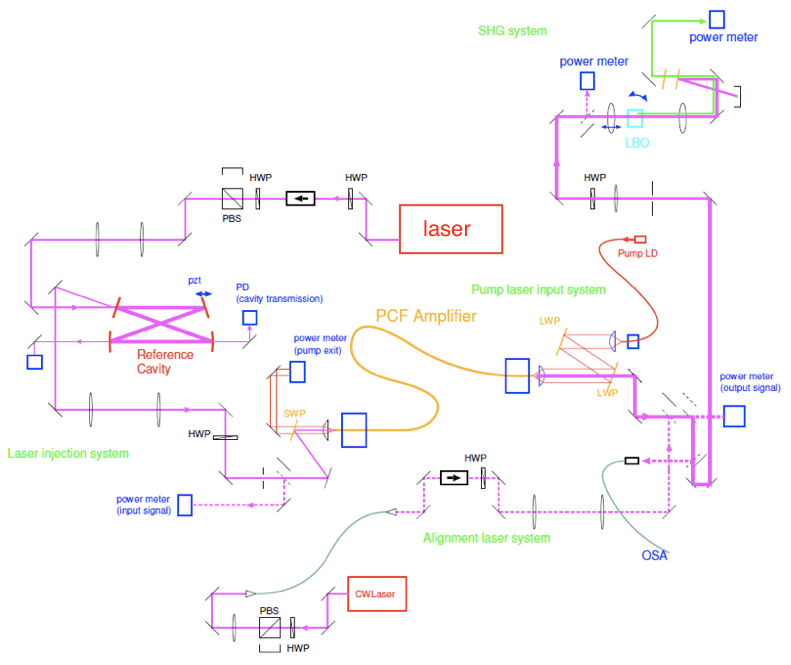 SHG system
power meter
power meter
LBO
HWP
HWP
PBS
HWP
laser
Pump LD
Pump laser input system
pzt
PD
(cavity transmission)
PCF Amplifier
LWP
LWP
Reference
Cavity
power meter
(pump exit)
SWP
power meter
(output signal)
HWP
Laser injection system
HWP
power meter
(input signal)
Alignment laser system
OSA
CWLaser
PBS
HWP